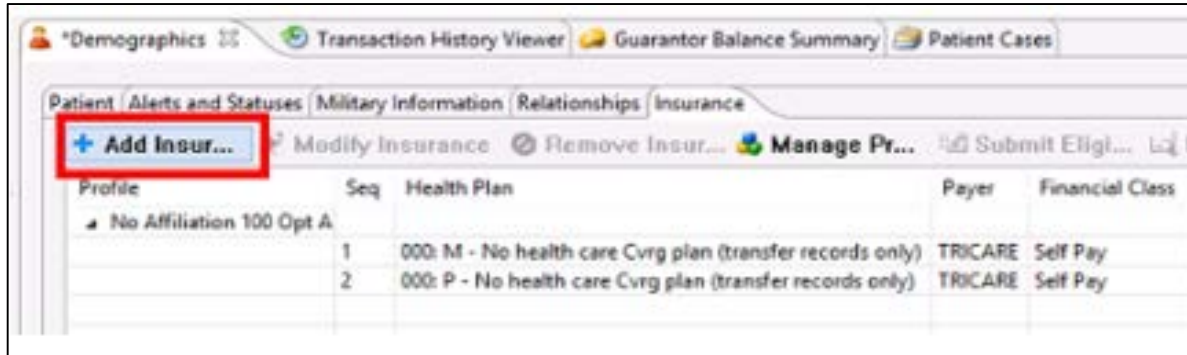 *Demographics Transaction History Viewer Guarantor Balance Summary Patient Cases
Patient Alerts and Statuses Military Information Relationships Insurance
+ Add Insur... Modify Insurance Remove Insur... Manage Pr... Submit Eligi...
Profile Seq Health Plan Payer Financial Class
No Affiliation 100 Opt A
1 000: M - No health care Cvrg plan (transfer records only) TRICARE Self Pay
2 000: P - No health care Cvrg plan (transfer records only) TRICARE Self Pay